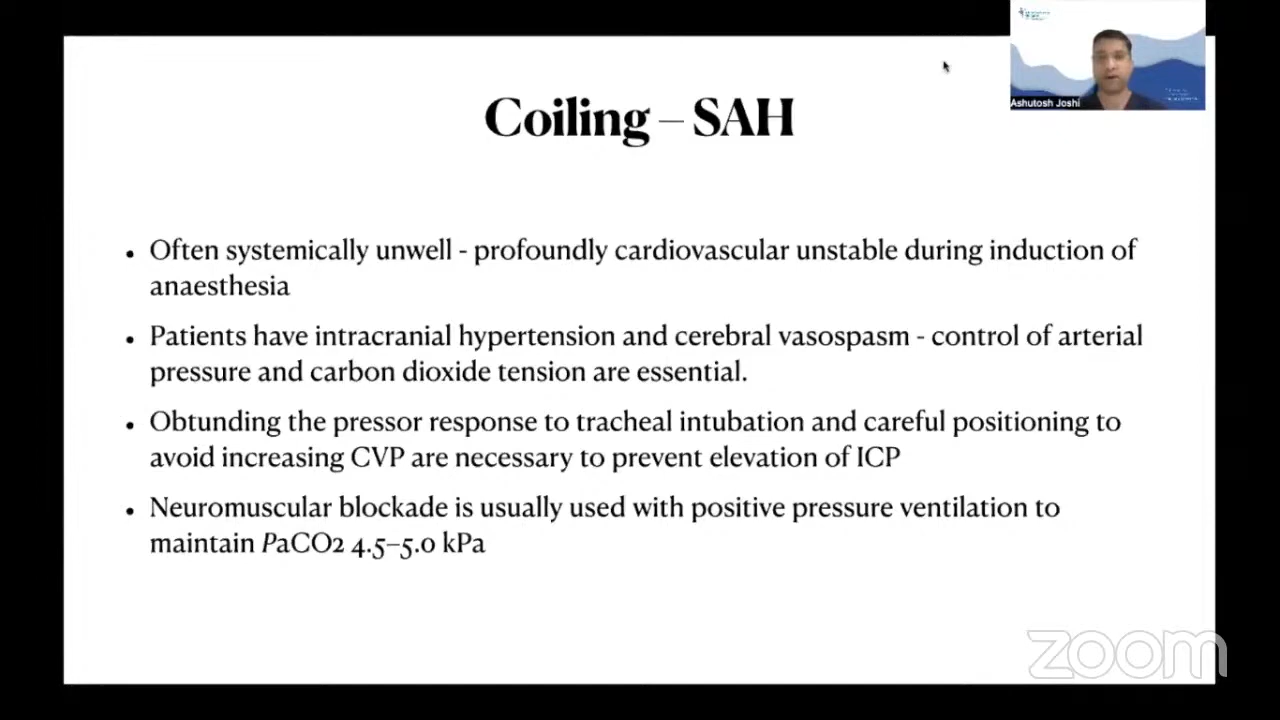 Ashutosh Joshi
Coiling – SAH
• Often systemically unwell - profoundly cardiovascular unstable during induction of
anaesthesia
• Patients have intracranial hypertension and cerebral vasospasm - control of arterial
pressure and carbon dioxide tension are essential.
• Obtunding the pressor response to tracheal intubation and careful positioning to
avoid increasing CVP are necessary to prevent elevation of ICP
• Neuromuscular blockade is usually used with positive pressure ventilation to
maintain PaCO2 4.5–5.0 kPa
zoom